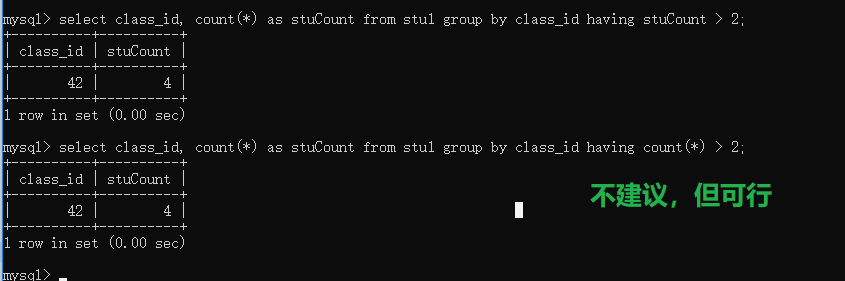 mysql> select class_id, count(*) as stuCount from stu1 group by class_id having stuCount > 2;
+----------+----------+
| class_id | stuCount |
+----------+----------+
|       42 |        4 |
+----------+----------+
1 row in set (0.00 sec)
mysql> select class_id, count(*) as stuCount from stu1 group by class_id having count(*) > 2;
+----------+----------+
| class_id | stuCount |
+----------+----------+
|       42 |        4 |
+----------+----------+
1 row in set (0.00 sec)
不建议，但可行
mysql>